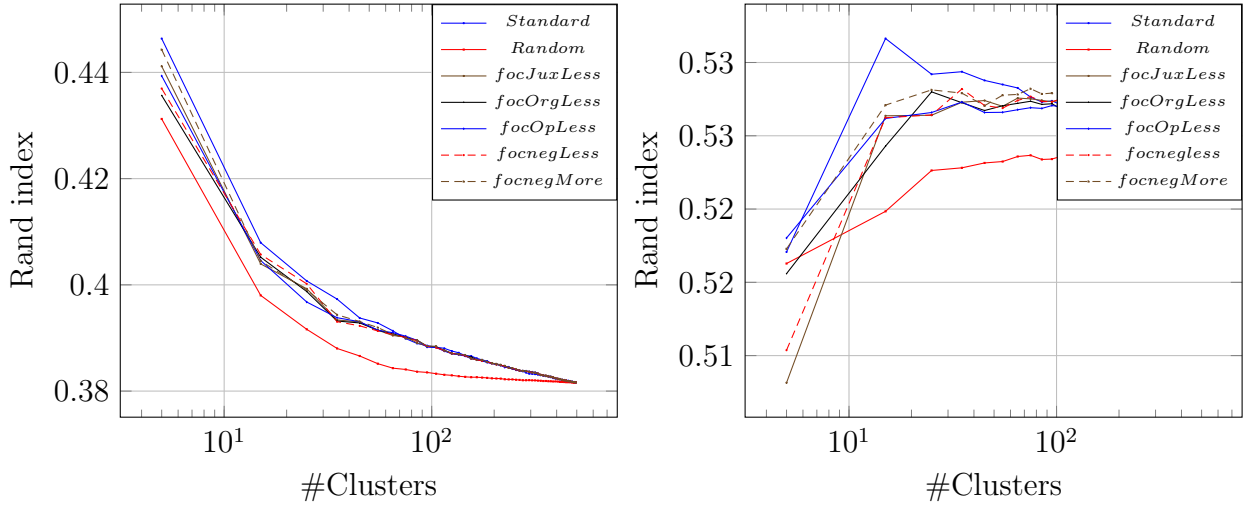 Rand index
0.44
0.42
0.4
0.38
10^1
10^2
#Clusters
Standard
Random
focJuxLess
focOrgLess
focOpLess
focnegLess
focnegMore
Rand index
0.53
0.53
0.52
0.52
0.51
10^1
10^2
#Clusters
Standard
Random
focJuxLess
focOrgLess
focOpLess
focnegless
focnegMore